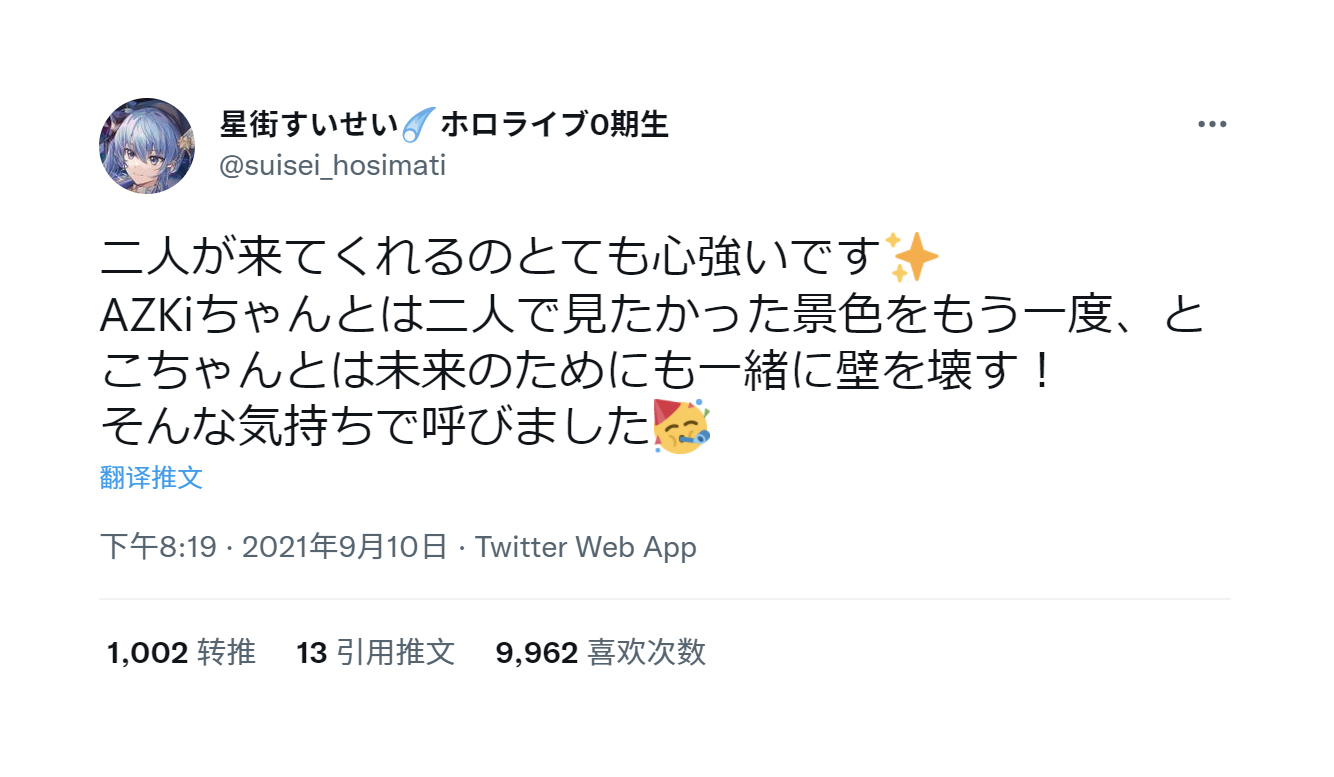 星街すいせい☄️ホロライブ0期生
@suisei_hosimati
二人が来てくれるのとても心強いです✨
AZKiちゃんとは二人で見たかった景色をもう一度、と
こちゃんとは未来のためにも一緒に壁を壊す！
そんな気持ちで呼びました🥳
翻译推文
下午8:19 · 2021年9月10日 · Twitter Web App
1,002 转推 13 引用推文 9,962 喜欢次数